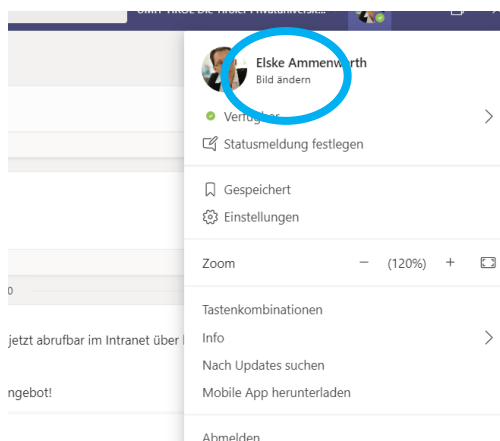 Elske Ammenwerth
Bild ändern
Verfügbar
Statusmeldung festlegen
Gespeichert
Einstellungen
Zoom − (120%) +
0
Tastenkombinationen
jetzt abrufbar im Intranet über
Info
Nach Updates suchen
ngebot!
Mobile App herunterladen
Abmelden